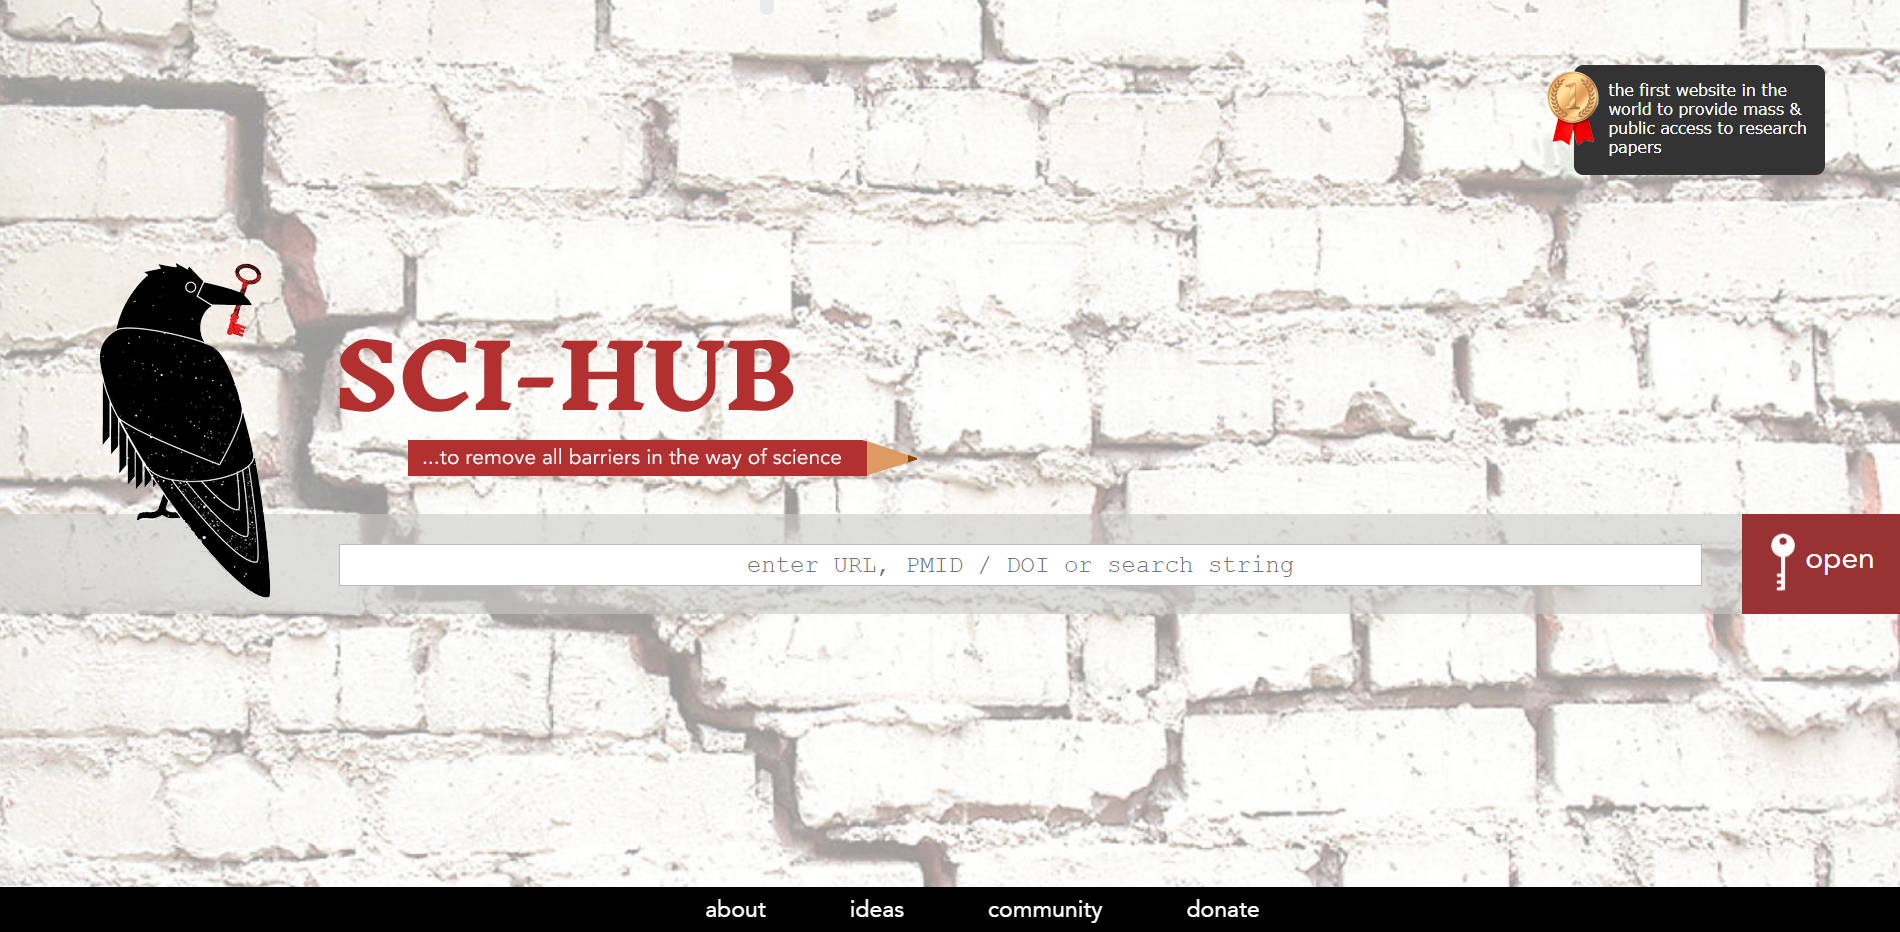 the first website in the
world to provide mass &
public access to research
papers
SCI-HUB
...to remove all barriers in the way of science
enter URL, PMID / DOI or search string
open
about
ideas
community
donate